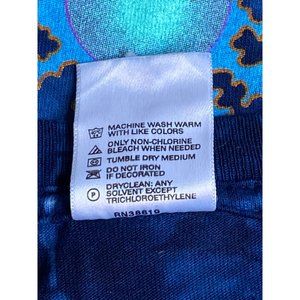 MACHINE WASH WARM
WITH LIKE COLORS
ONLY NON-CHLORINE
BLEACH WHEN NEEDED
TUMBLE DRY MEDIUM
DO NOT IRON
IF DECORATED
DRYCLEAN: ANY
P
SOLVENT EXCEPT
TRICHLOROETHYLENE
RN38619